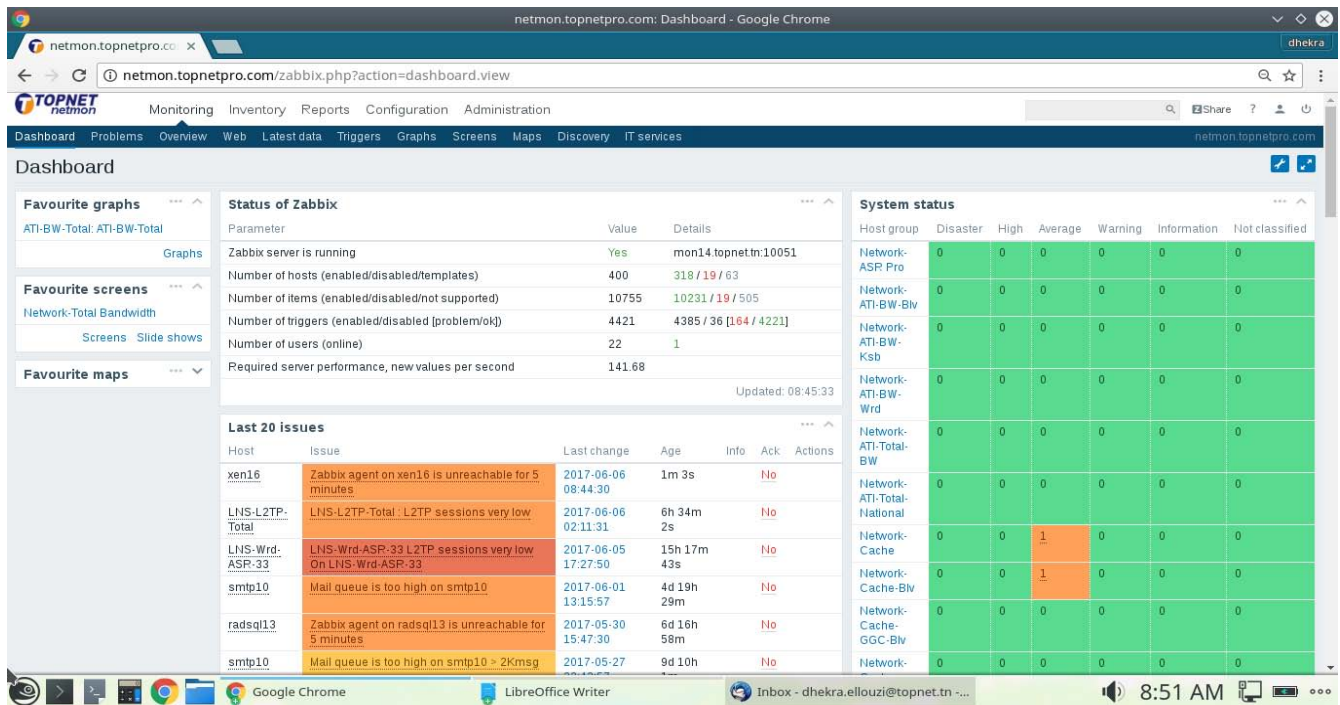 netmon.topnetpro.com: Dashboard - Google Chrome
netmon.topnetpro.co
dhekra
netmon.topnetpro.com/zabbix.php?action=dashboard.view
TOPNET
netmon
Monitoring Inventory Reports Configuration Administration
Share ?
Dashboard Problems Overview Web Latest data Triggers Graphs Screens Maps Discovery IT services
netmon.topnetpro.com
Dashboard
Favourite graphs
ATI-BW-Total: ATI-BW-Total
Graphs
Favourite screens
Network-Total Bandwidth
Screens Slide shows
Favourite maps
Status of Zabbix
Parameter Value Details
Zabbix server is running Yes mon14.topnet.tn:10051
Number of hosts (enabled/disabled/templates) 400 318 / 19 / 63
Number of items (enabled/disabled/not supported) 10755 10231 / 19 / 505
Number of triggers (enabled/disabled [problem/ok]) 4421 4385 / 36 [164 / 4221]
Number of users (online) 22 1
Required server performance, new values per second 141.68
Updated: 08:45:33
Last 20 issues
Host Issue Last change Age Info Ack Actions
xen16 Zabbix agent on xen16 is unreachable for 5 2017-06-06 1m 3s No
minutes 08:44:30
LNS-L2TP- LNS-L2TP-Total : L2TP sessions very low 2017-06-06 6h 34m No
Total 02:11:31 2s
LNS-Wrd- LNS-Wrd-ASR-33 L2TP sessions very low 2017-06-05 15h 17m No
ASR-33 On LNS-Wrd-ASR-33 17:27:50 43s
smtp10 Mail queue is too high on smtp10 2017-06-01 4d 19h No
13:15:57 29m
radsql13 Zabbix agent on radsql13 is unreachable for 2017-05-30 6d 16h No
5 minutes 15:47:30 58m
smtp10 Mail queue is too high on smtp10 > 2Kmsg 2017-05-27 9d 10h No
System status
Host group Disaster High Average Warning Information Not classified
Network- 0 0 0 0 0 0
ASR Pro
Network- 0 0 0 0 0 0
ATI-BW-Blv
Network- 0 0 0 0 0 0
ATI-BW-
Ksb
Network- 0 0 0 0 0 0
ATI-BW-
Wrd
Network- 0 0 0 0 0 0
ATI-Total-
BW
Network- 0 0 0 0 0 0
ATI-Total-
National
Network- 0 0 1 0 0 0
Cache
Network- 0 0 1 0 0 0
Cache-Blv
Network- 0 0 0 0 0 0
Cache-
GGC-Blv
Network- 0 0 0 0 0 0
Google Chrome
LibreOffice Writer
Inbox - dhekra.ellouzi@topnet.tn -...
8:51 AM